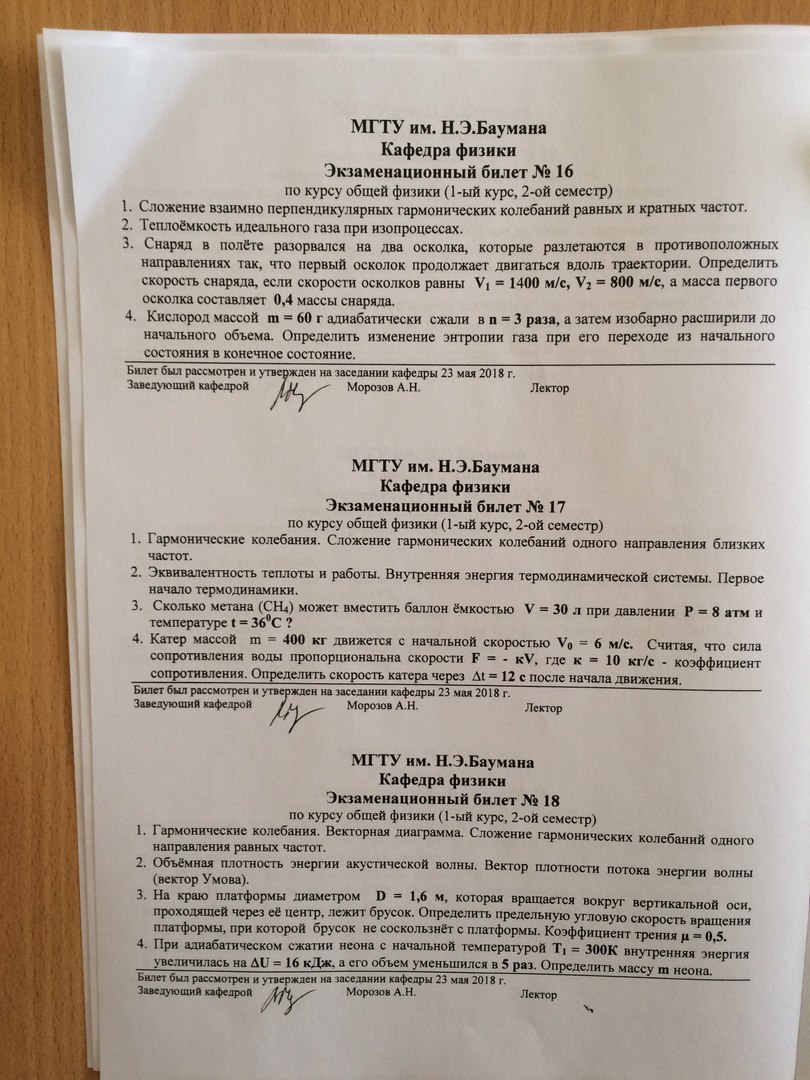 МГТУ им. Н.Э.Баумана
Кафедра физики
Экзаменационный билет № 16
по курсу общей физики (1-ый курс, 2-ой семестр)
1. Сложение взаимно перпендикулярных гармонических колебаний равных и кратных частот.
2. Теплоёмкость идеального газа при изопроцессах.
3. Снаряд в полёте разорвался на два осколка, которые разлетаются в противоположных
направлениях так, что первый осколок продолжает двигаться вдоль траектории. Определить
скорость снаряда, если скорости осколков равны V₁ = 1400 м/с, V₂ = 800 м/с, а масса первого
осколка составляет 0,4 массы снаряда.
4. Кислород массой m = 60 г адиабатически сжали в n = 3 раза, а затем изобарно расширили до
начального объема. Определить изменение энтропии газа при его переходе из начального
состояния в конечное состояние.
Билет был рассмотрен и утвержден на заседании кафедры 23 мая 2018 г.
Заведующий кафедрой Морозов А.Н. Лектор
МГТУ им. Н.Э.Баумана
Кафедра физики
Экзаменационный билет № 17
по курсу общей физики (1-ый курс, 2-ой семестр)
1. Гармонические колебания. Сложение гармонических колебаний одного направления близких
частот.
2. Эквивалентность теплоты и работы. Внутренняя энергия термодинамической системы. Первое
начало термодинамики.
3. Сколько метана (CH₄) может вместить баллон ёмкостью V = 30 л при давлении P = 8 атм и
температуре t = 36⁰C ?
4. Катер массой m = 400 кг движется с начальной скоростью V₀ = 6 м/с. Считая, что сила
сопротивления воды пропорциональна скорости F = - кV, где к = 10 кг/с - коэффициент
сопротивления. Определить скорость катера через Δt = 12 с после начала движения.
Билет был рассмотрен и утвержден на заседании кафедры 23 мая 2018 г.
Заведующий кафедрой Морозов А.Н. Лектор
МГТУ им. Н.Э.Баумана
Кафедра физики
Экзаменационный билет № 18
по курсу общей физики (1-ый курс, 2-ой семестр)
1. Гармонические колебания. Векторная диаграмма. Сложение гармонических колебаний одного
направления равных частот.
2. Объёмная плотность энергии акустической волны. Вектор плотности потока энергии волны
(вектор Умова).
3. На краю платформы диаметром D = 1,6 м, которая вращается вокруг вертикальной оси,
проходящей через её центр, лежит брусок. Определить предельную угловую скорость вращения
платформы, при которой брусок не соскользнёт с платформы. Коэффициент трения μ = 0,5.
4. При адиабатическом сжатии неона с начальной температурой T₁ = 300К внутренняя энергия
увеличилась на ΔU = 16 кДж, а его объем уменьшился в 5 раз. Определить массу m неона.
Билет был рассмотрен и утвержден на заседании кафедры 23 мая 2018 г.
Заведующий кафедрой Морозов А.Н. Лектор